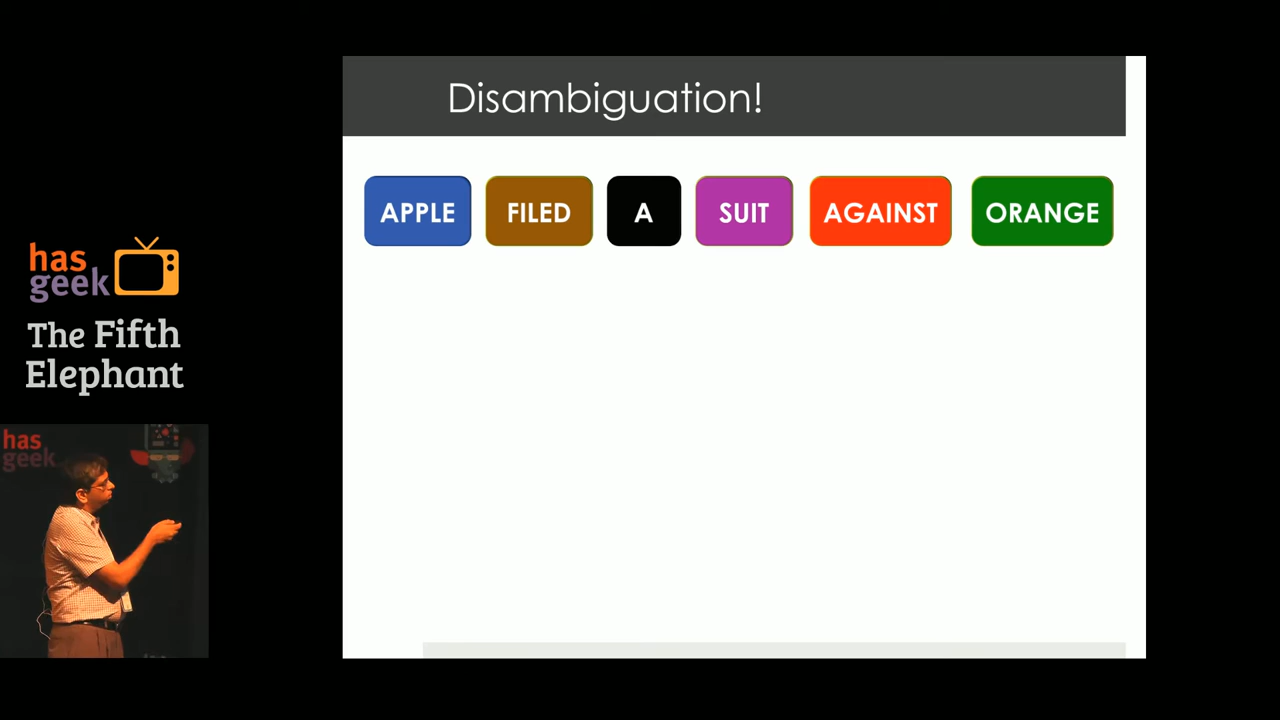 Disambiguation!
APPLE FILED A SUIT AGAINST ORANGE
has
geek
The Fifth
Elephant
has
geek